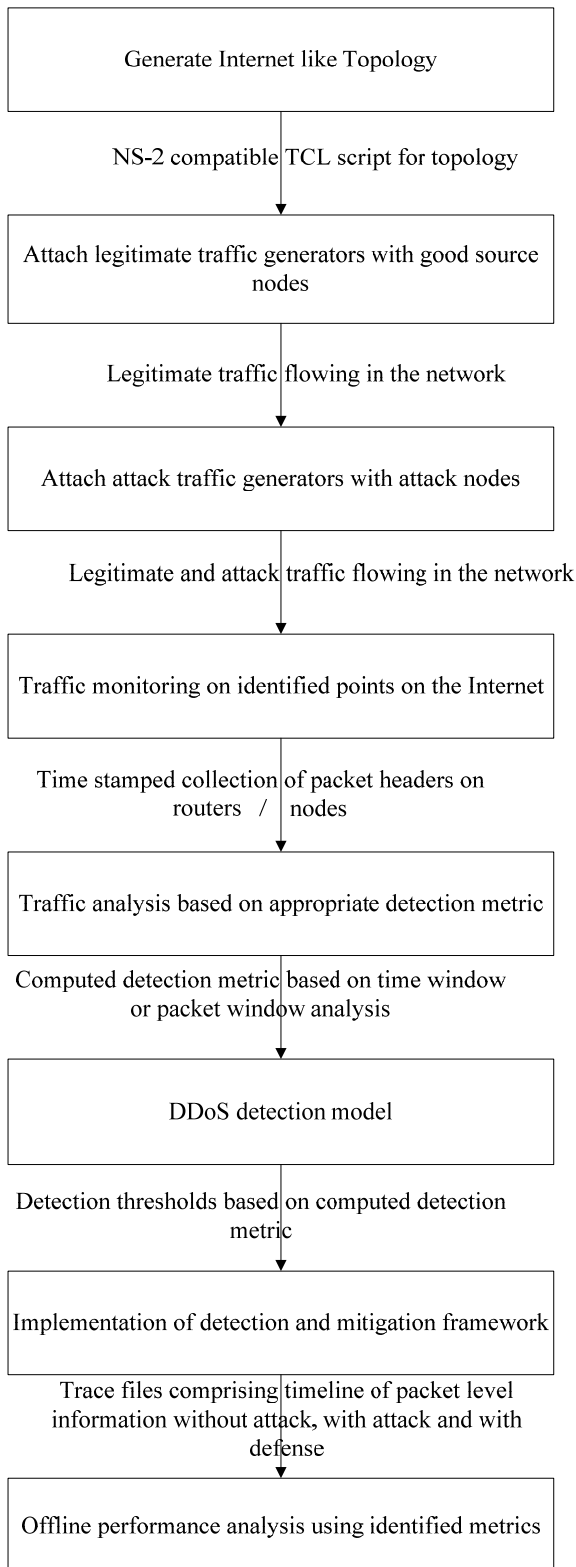 Generate Internet like Topology
NS-2 compatible TCL script for topology
Attach legitimate traffic generators with good source
nodes
Legitimate traffic flowing in the network
Attach attack traffic generators with attack nodes
Legitimate and attack traffic flowing in the network
Traffic monitoring on identified points on the Internet
Time stamped collection of packet headers on
routers / nodes
Traffic analysis based on appropriate detection metric
Computed detection metric based on time window
or packet window analysis
DDoS detection model
Detection thresholds based on computed detection
metric
Implementation of detection and mitigation framework
Trace files comprising timeline of packet level
information without attack, with attack and with
defense
Offline performance analysis using identified metrics